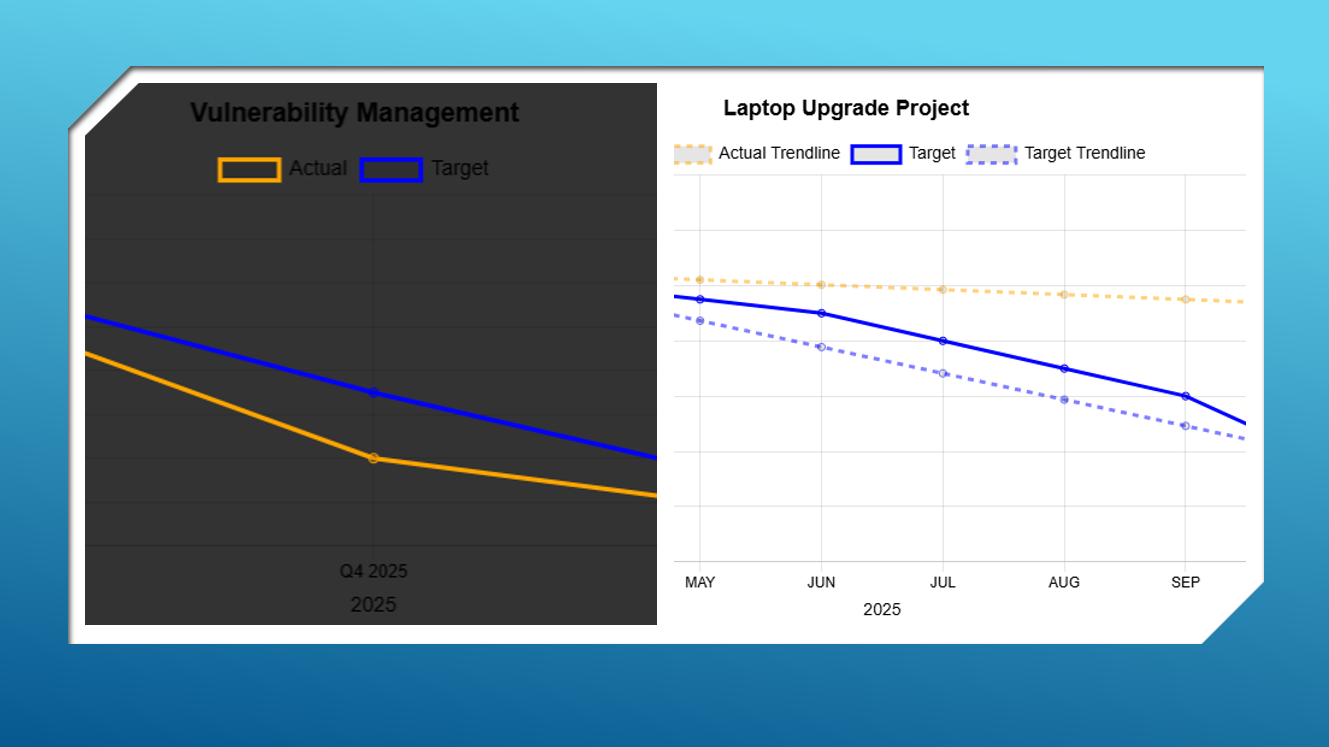 Vulnerability Management
Actual Target
Q4 2025
2025
Laptop Upgrade Project
Actual Trendline Target Target Trendline
MAY JUN JUL AUG SEP
2025